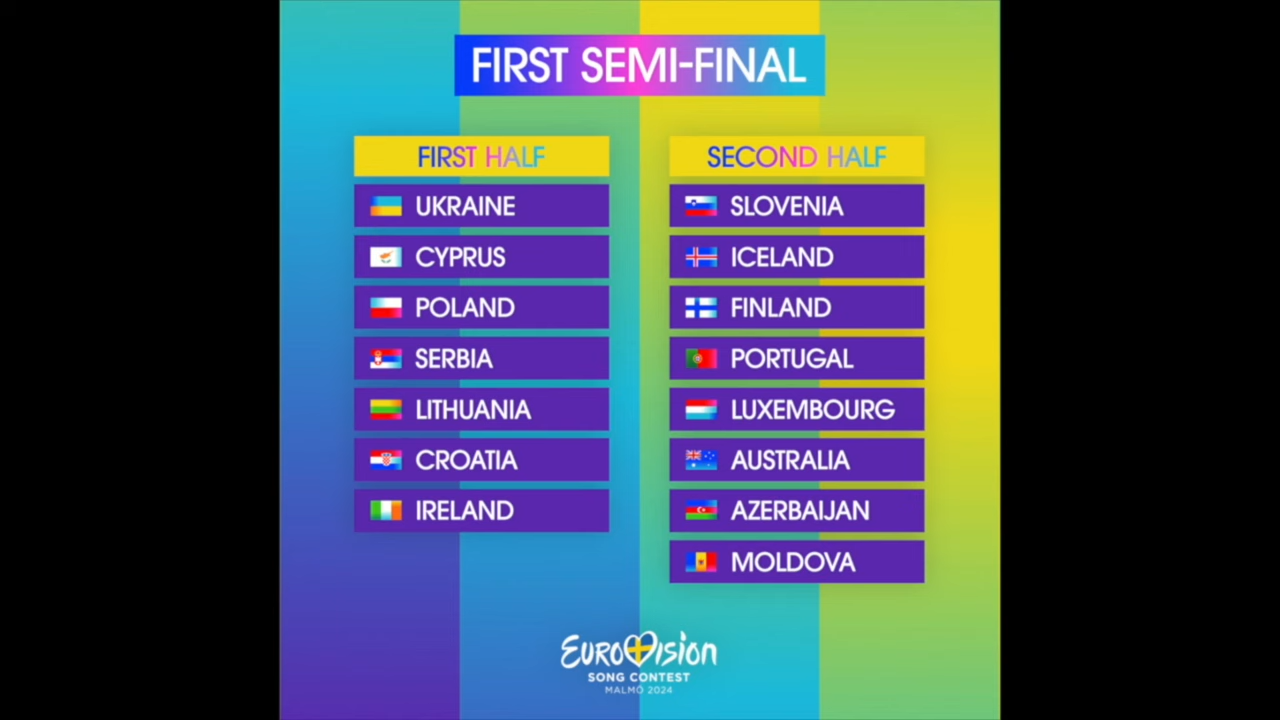 FIRST SEMI-FINAL
FIRST HALF
UKRAINE
CYPRUS
POLAND
SERBIA
LITHUANIA
CROATIA
IRELAND
SECOND HALF
SLOVENIA
ICELAND
FINLAND
PORTUGAL
LUXEMBOURG
AUSTRALIA
AZERBAIJAN
MOLDOVA
EUROVISION
SONG CONTEST
MALMÖ 2024